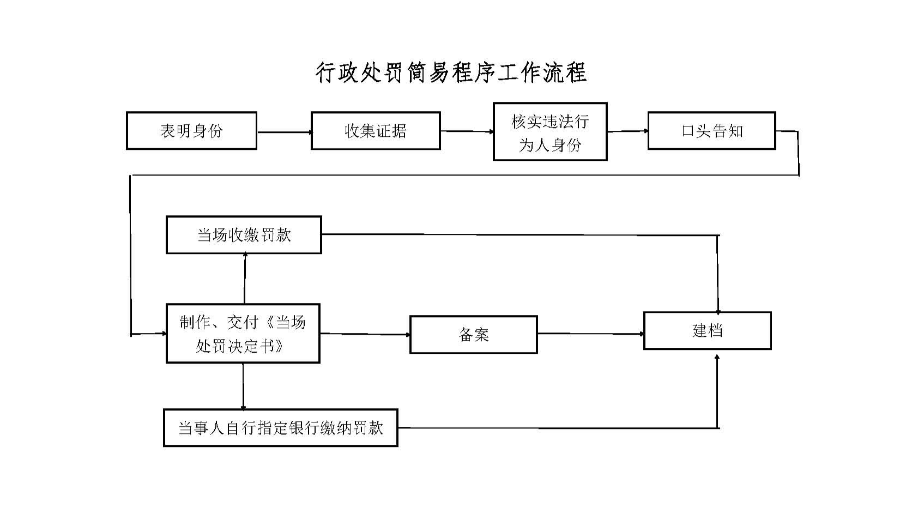 行政处罚简易程序工作流程
表明身份
收集证据
核实违法行
为人身份
口头告知
当场收缴罚款
制作、交付《当场
处罚决定书》
备案
建档
当事人自行指定银行缴纳罚款